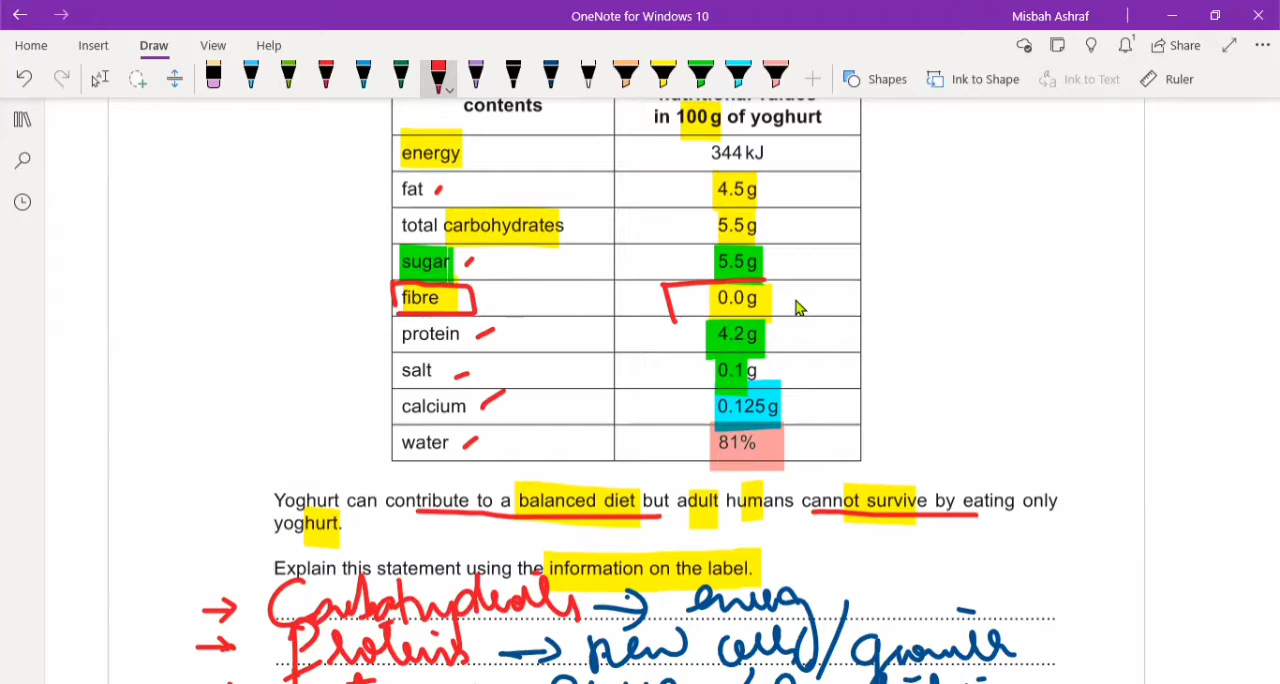 OneNote for Windows 10
Misbah Ashraf
Home Insert Draw View Help
Share
Shapes Ink to Shape Ink to Text Ruler
contents nutritional values
in 100 g of yoghurt
energy 344 kJ
fat 4.5 g
total carbohydrates 5.5 g
sugar 5.5 g
fibre 0.0 g
protein 4.2 g
salt 0.1 g
calcium 0.125 g
water 81%
Yoghurt can contribute to a balanced diet but adult humans cannot survive by eating only
yoghurt.
Explain this statement using the information on the label.
→ Carbohydrates → energy
→ Proteins → new cells/growth